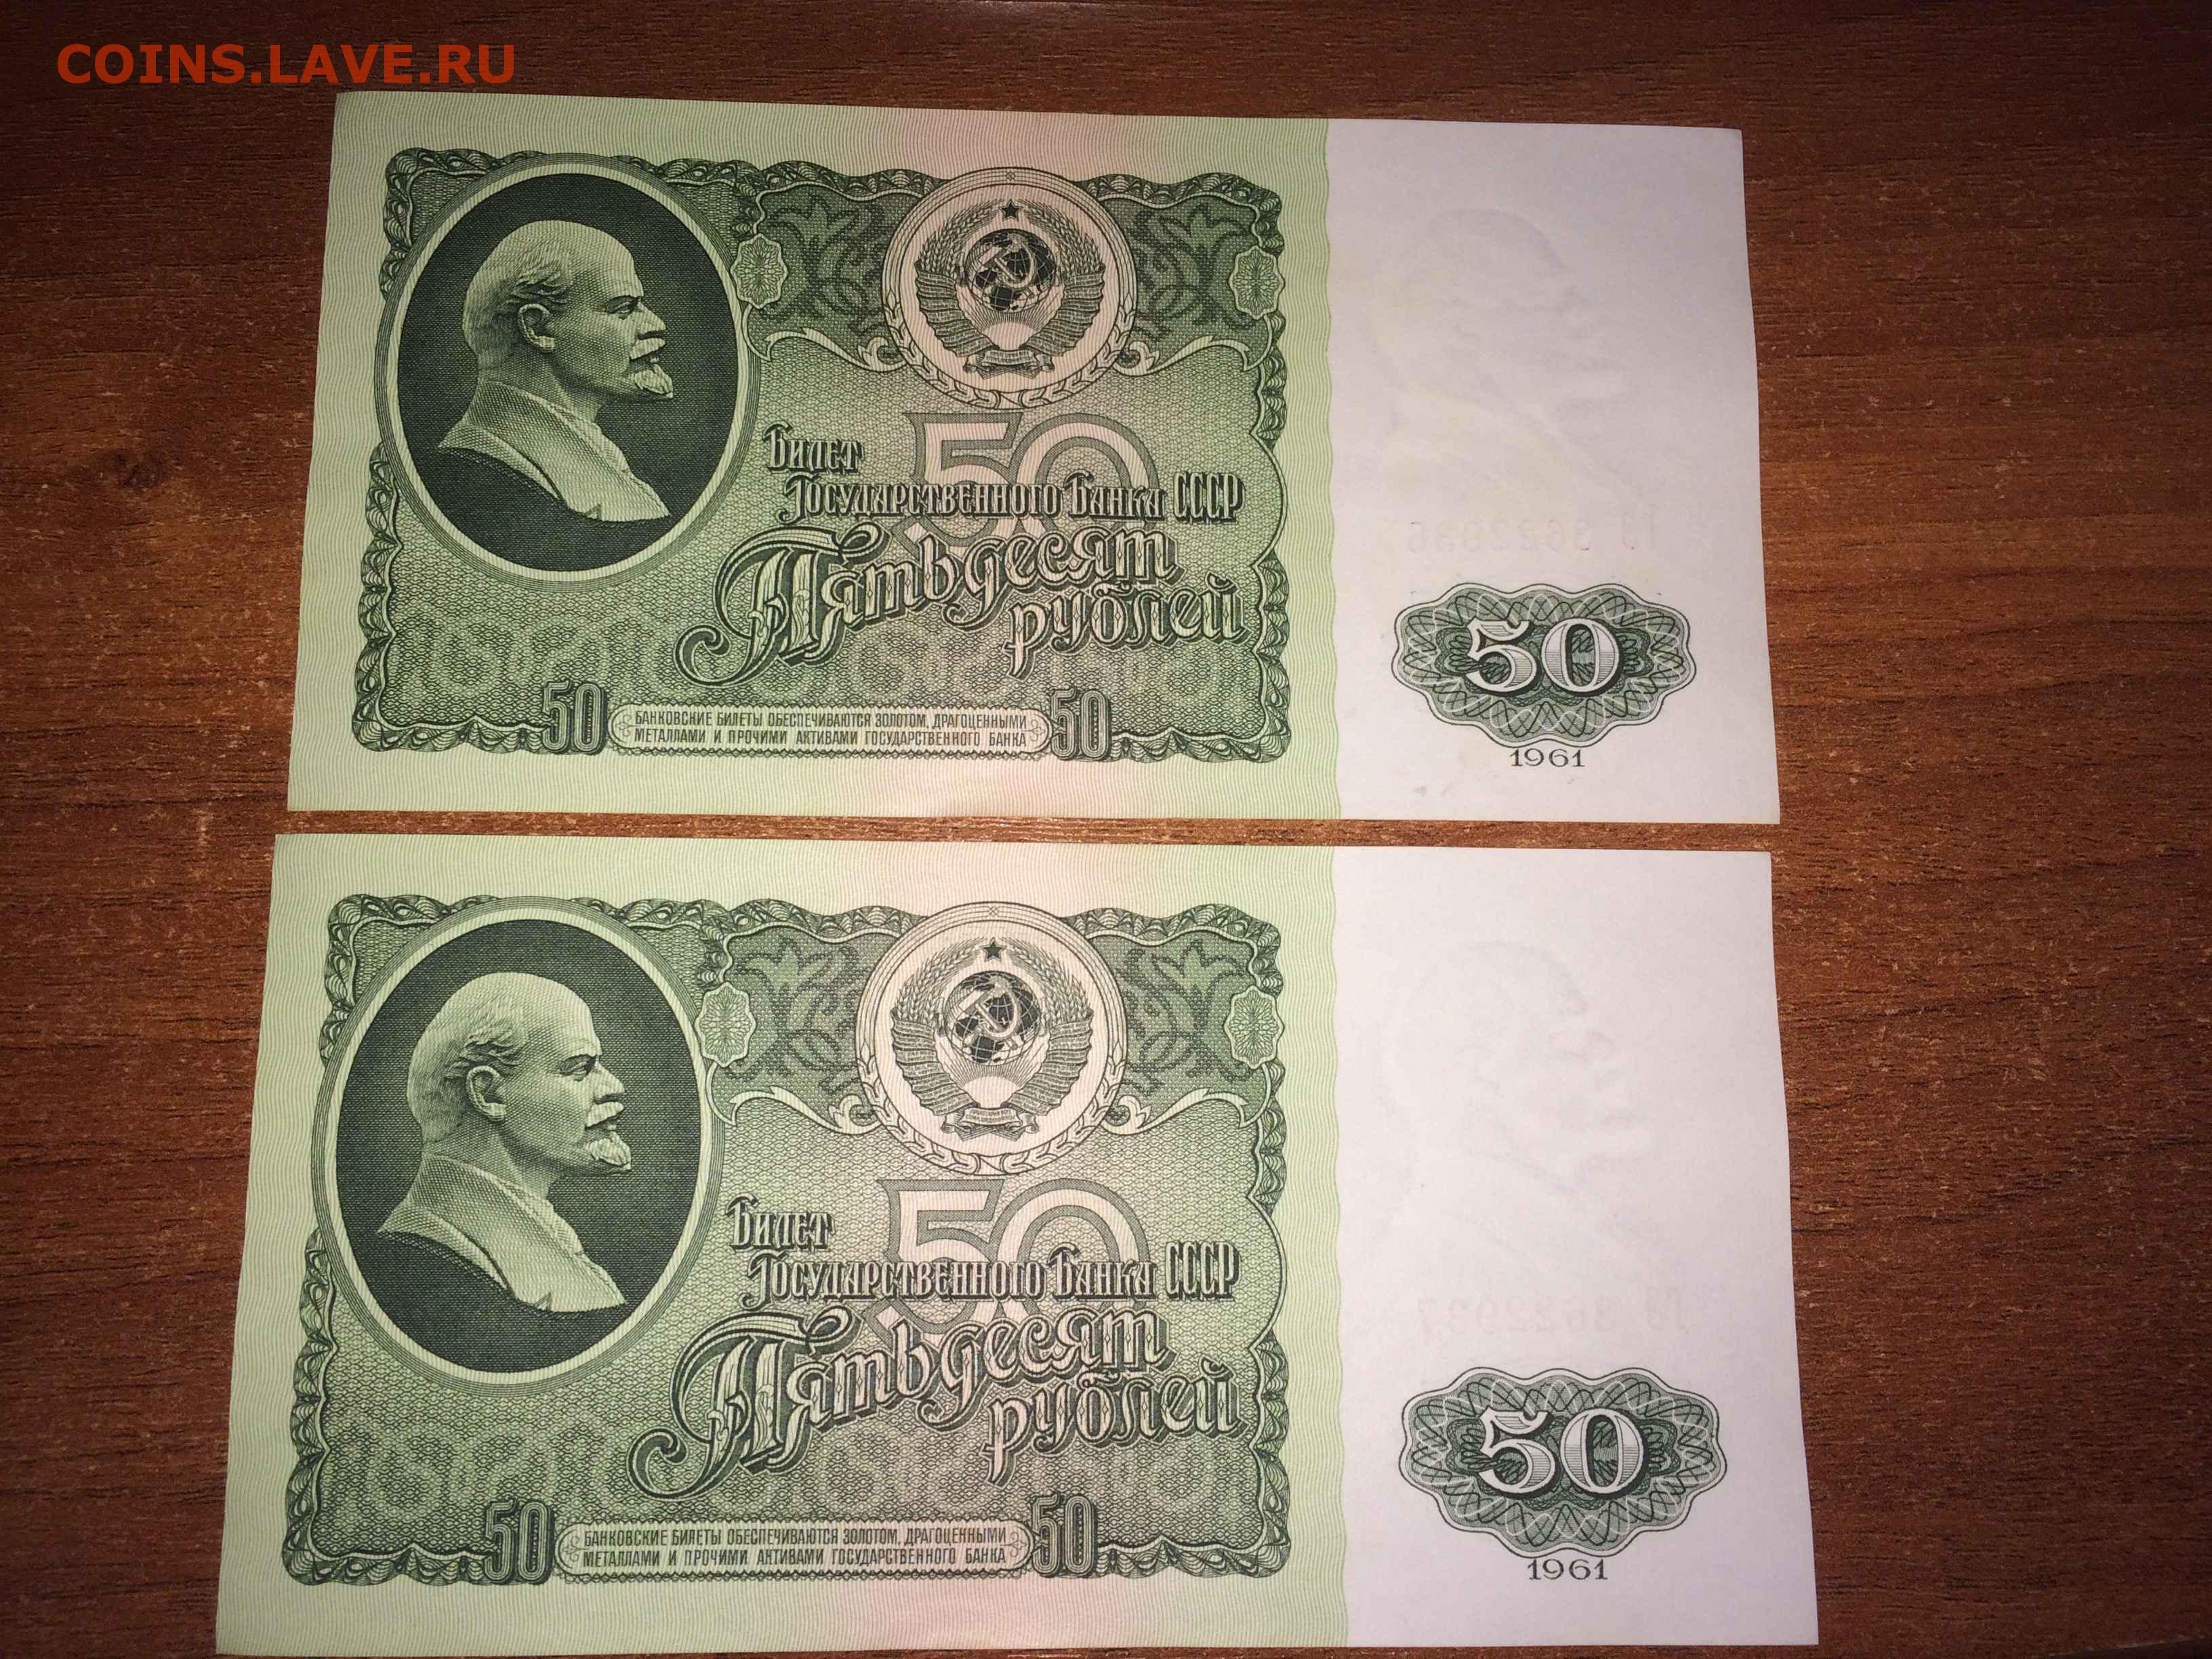 COINS.LAVE.RU
50
Билет
Государственного Банка СССР
Пятьдесят
рублей
50
БАНКОВСКИЕ БИЛЕТЫ ОБЕСПЕЧИВАЮТСЯ ЗОЛОТОМ, ДРАГОЦЕННЫМИ
МЕТАЛЛАМИ И ПРОЧИМИ АКТИВАМИ ГОСУДАРСТВЕННОГО БАНКА
50
50
1961
50
Билет
Государственного Банка СССР
Пятьдесят
рублей
50
БАНКОВСКИЕ БИЛЕТЫ ОБЕСПЕЧИВАЮТСЯ ЗОЛОТОМ, ДРАГОЦЕННЫМИ
МЕТАЛЛАМИ И ПРОЧИМИ АКТИВАМИ ГОСУДАРСТВЕННОГО БАНКА
50
50
1961